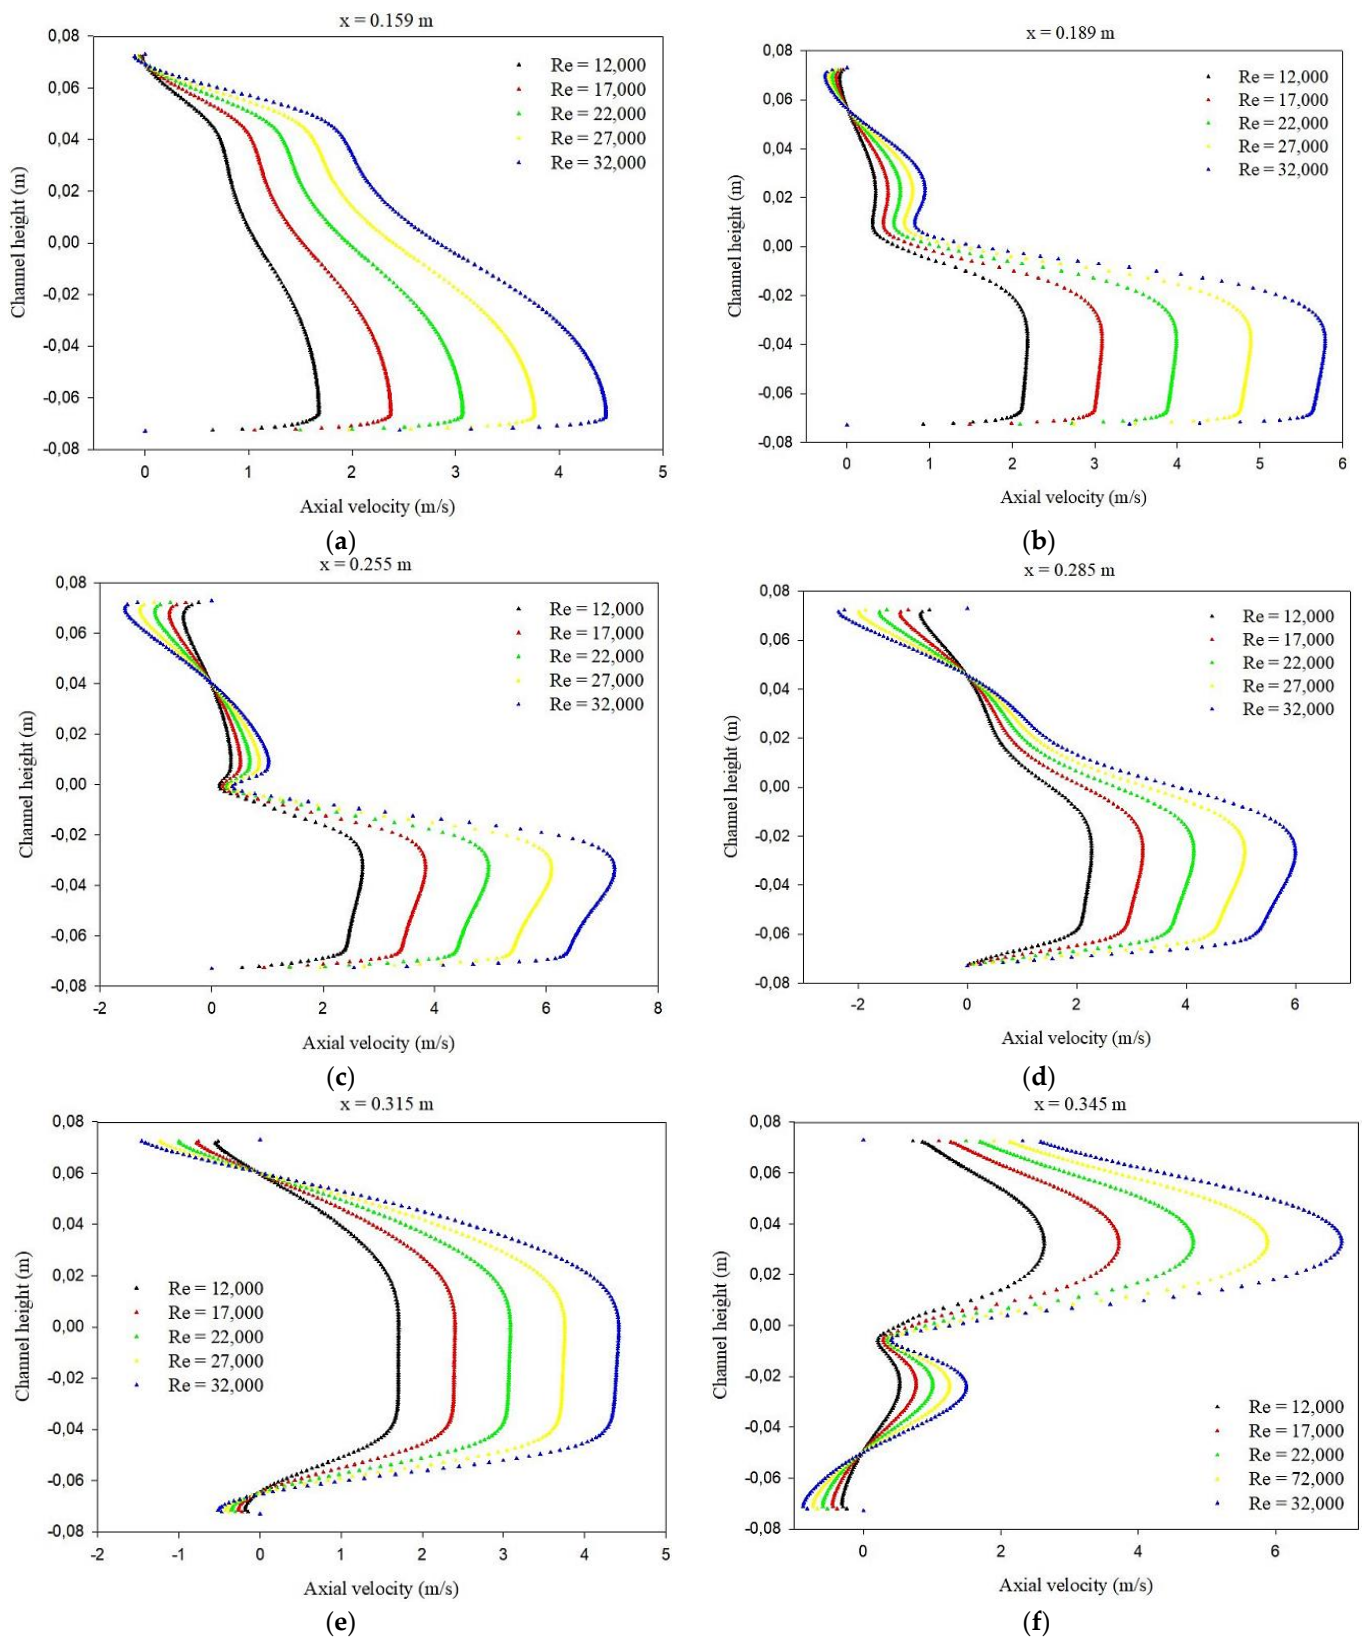 x = 0.159 m
0,08
0,06
0,04
0,02
0,00
-0,02
-0,04
-0,06
-0,08
Channel height (m)
Re = 12,000
Re = 17,000
Re = 22,000
Re = 27,000
Re = 32,000
0 1 2 3 4 5
Axial velocity (m/s)
(a)
x = 0.189 m
0,08
0,06
0,04
0,02
0,00
-0,02
-0,04
-0,06
-0,08
Channel height (m)
Re = 12,000
Re = 17,000
Re = 22,000
Re = 27,000
Re = 32,000
0 1 2 3 4 5 6
Axial velocity (m/s)
(b)
x = 0.255 m
0,08
0,06
0,04
0,02
0,00
-0,02
-0,04
-0,06
-0,08
Channel height (m)
Re = 12,000
Re = 17,000
Re = 22,000
Re = 27,000
Re = 32,000
-2 0 2 4 6 8
Axial velocity (m/s)
(c)
x = 0.285 m
0,08
0,06
0,04
0,02
0,00
-0,02
-0,04
-0,06
-0,08
Channel height (m)
Re = 12,000
Re = 17,000
Re = 22,000
Re = 27,000
Re = 32,000
-2 0 2 4 6
Axial velocity (m/s)
(d)
x = 0.315 m
0,08
0,06
0,04
0,02
0,00
-0,02
-0,04
-0,06
-0,08
Channel height (m)
Re = 12,000
Re = 17,000
Re = 22,000
Re = 27,000
Re = 32,000
-2 -1 0 1 2 3 4 5
Axial velocity (m/s)
(e)
x = 0.345 m
0,08
0,06
0,04
0,02
0,00
-0,02
-0,04
-0,06
-0,08
Channel height (m)
Re = 12,000
Re = 17,000
Re = 22,000
Re = 72,000
Re = 32,000
0 2 4 6
Axial velocity (m/s)
(f)